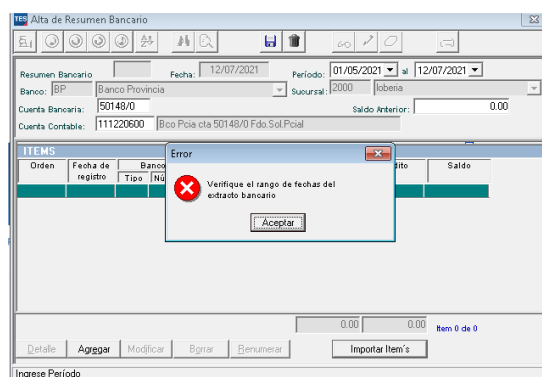 TES Alta de Resumen Bancario
Resumen Bancario Fecha: 12/07/2021 Período: 01/05/2021 al 12/07/2021
Banco: BP Banco Provincia Sucursal: 2000 loberia
Cuenta Bancaria: 50148/0 Saldo Anterior: 0.00
Cuenta Contable: 111220600 Bco Pcia cta 50148/0 Fdo.Sol.Pcial
ITEMS
Orden Fecha de registro Banco Tipo Nú dito Saldo
Error
Verifique el rango de fechas del
extracto bancario
Aceptar
0.00 0.00 Item 0 de 0
Detalle Agregar Modificar Borrar Renumerar Importar Item's
Ingrese Período